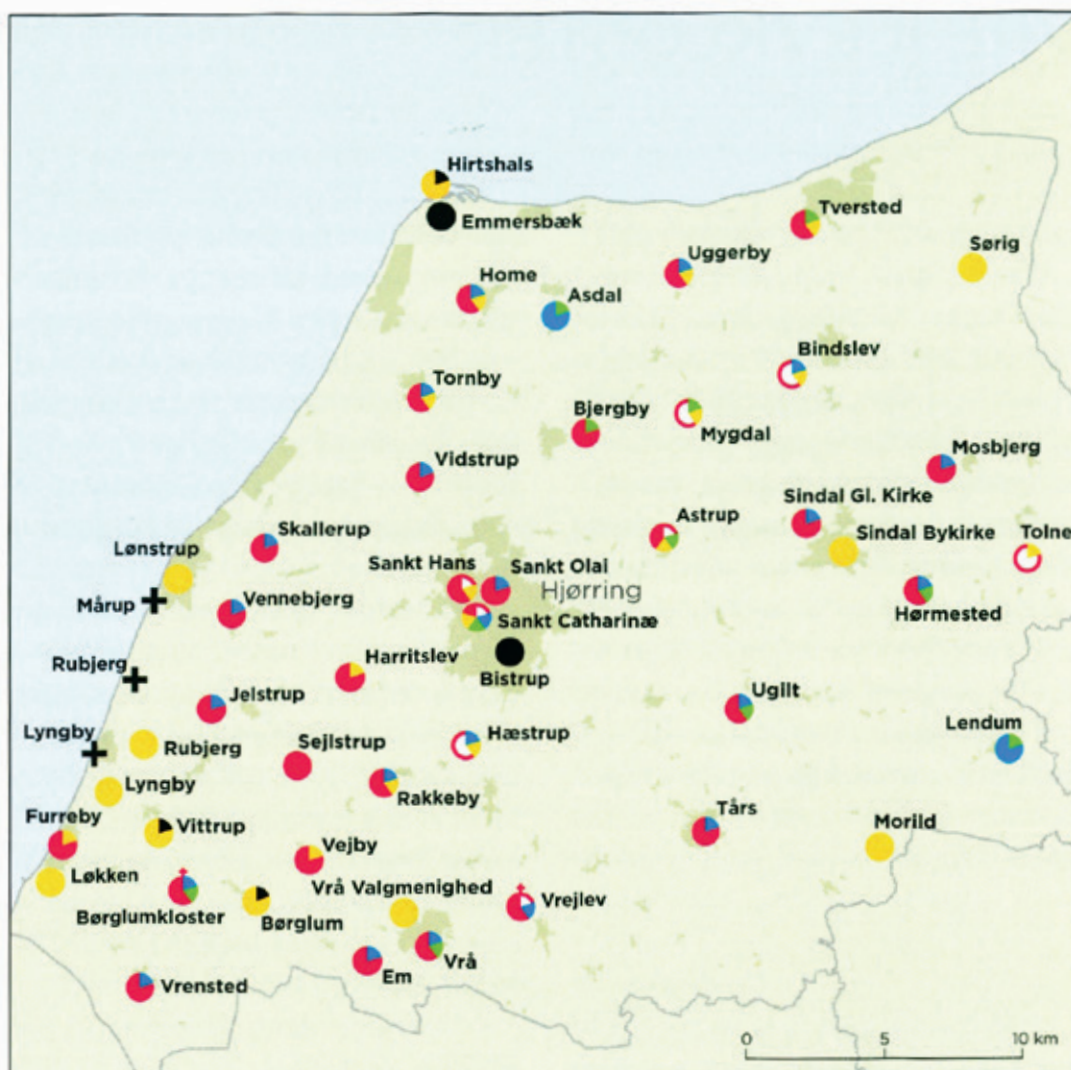 Hirtshals
Emmersbæk
Tversted
Sørig
Uggerby
Home
Asdal
Bindslev
Tornby
Bjergby
Mygdal
Mosbjerg
Vidstrup
Sindal Gl. Kirke
Astrup
Skallerup
Sindal Bykirke
Tolne
Lønstrup
Sankt Hans
Sankt Olai
Hjørring
Mårup
Vennebjerg
Sankt Catharinæ
Hørmested
Harritslev
Bistrup
Rubjerg
Jelstrup
Ugilt
Lyngby
Rubjerg
Sejlstrup
Hæstrup
Lendum
Lyngby
Rakkeby
Furreby
Vittrup
Tårs
Morild
Vejby
Løkken
Vrå Valgmenighed
Vrejlev
Børglumkloster
Børglum
Vrå
Em
Vrensted
0 5 10 km